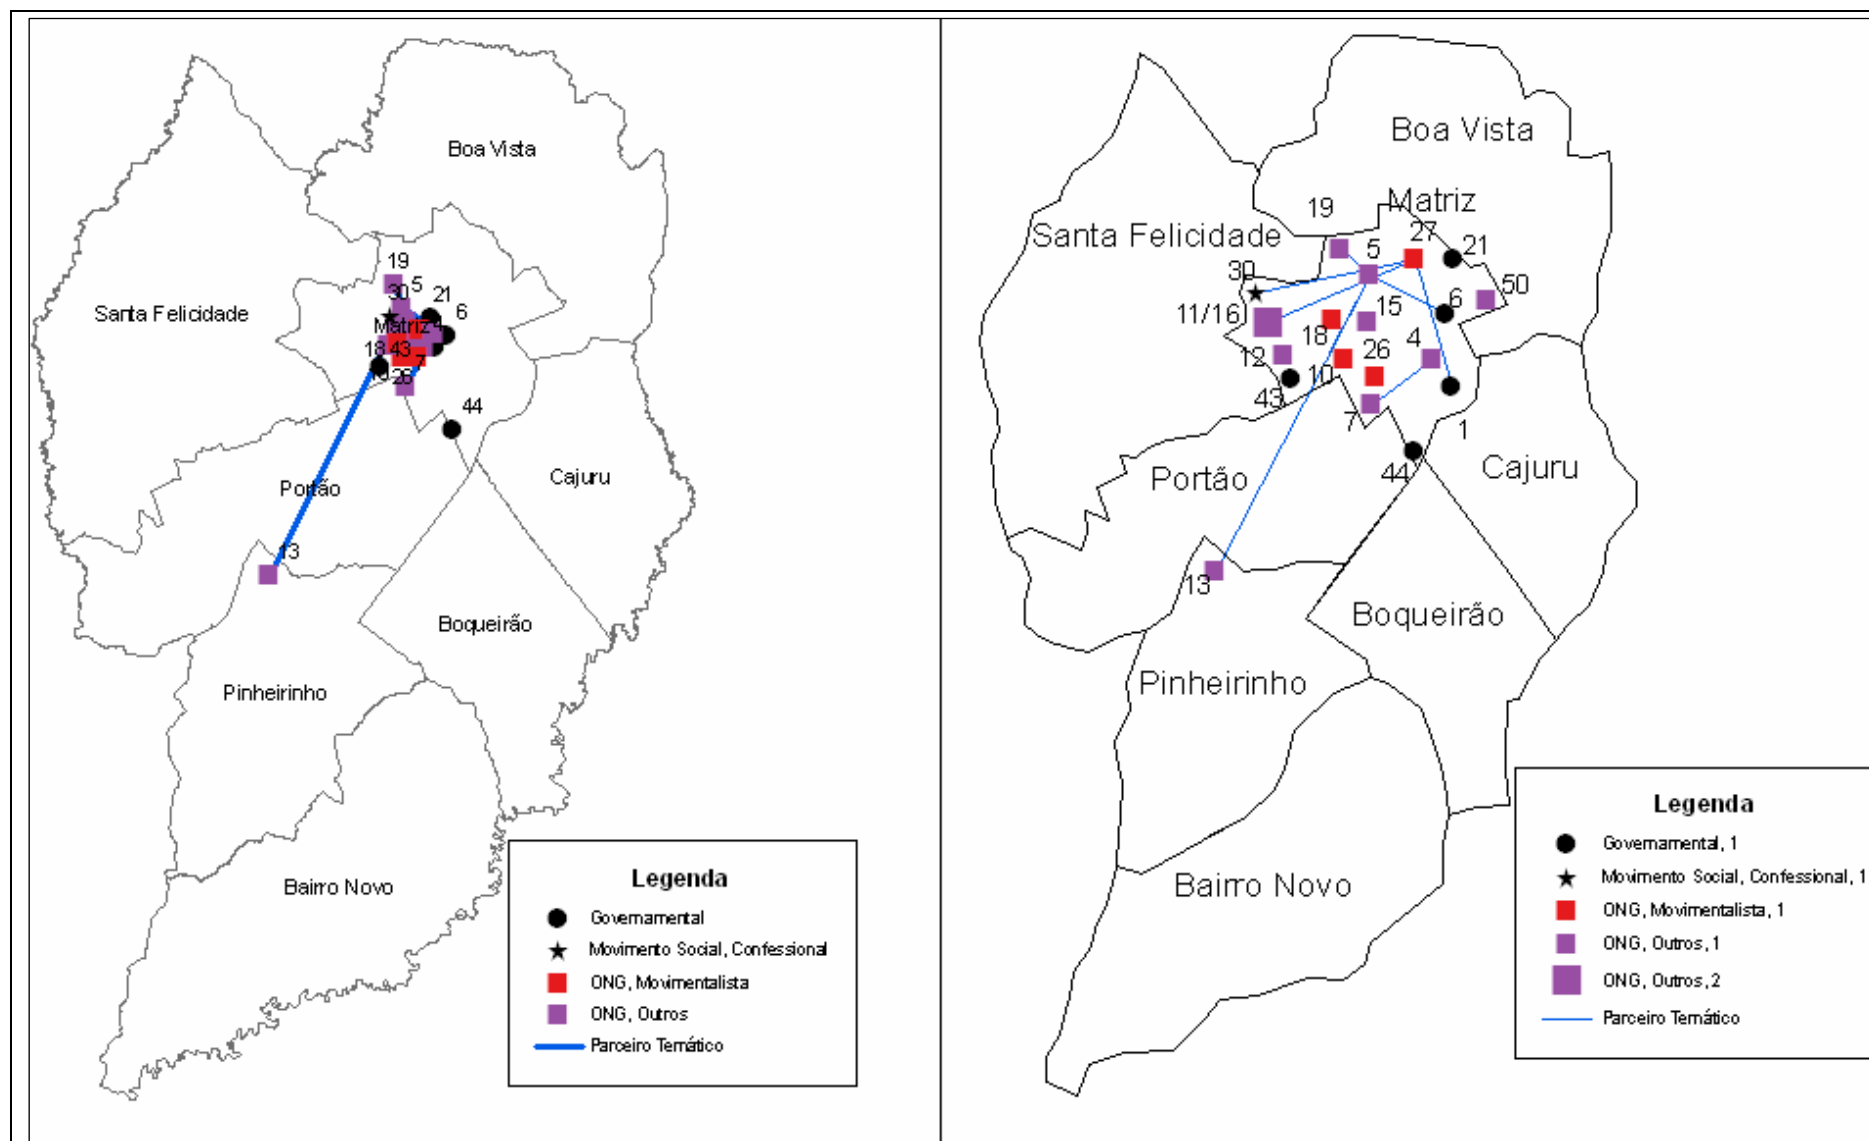 Boa Vista
19
5
30
21
6
Santa Felicidade
Matriz
4
18
43
7
26
44
Portão
Cajuru
13
Boqueirão
Pinheirinho
Bairro Novo
Legenda
Governamental
Movimento Social, Confessional
ONG, Movimentalista
ONG, Outros
Parceiro Temático
Boa Vista
Matriz
19
27
Santa Felicidade
5
21
30
50
11/16
15
6
18
4
12
26
10
43
7
1
44
Portão
Cajuru
13
Boqueirão
Pinheirinho
Bairro Novo
Legenda
Governamental, 1
Movimento Social, Confessional, 1
ONG, Movimentalista, 1
ONG, Outros, 1
ONG, Outros, 2
Parceiro Temático